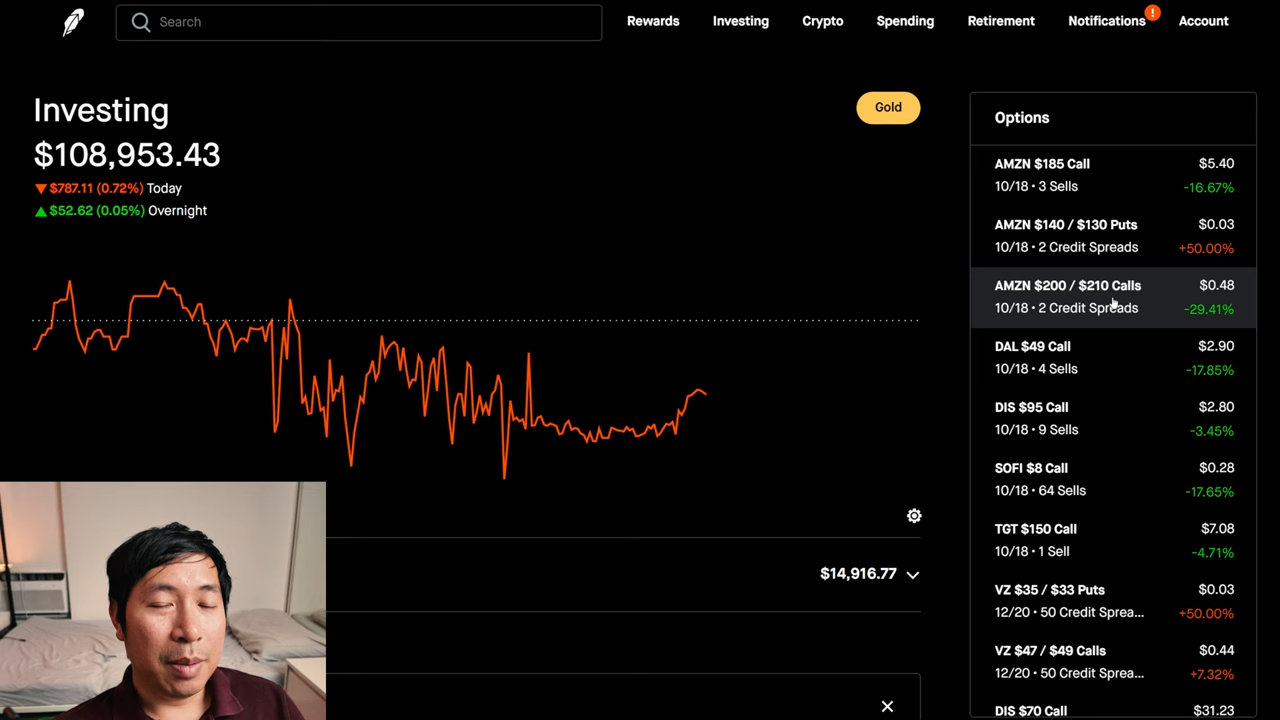 Search
Rewards
Investing
Crypto
Spending
Retirement
Notifications
!
Account
Investing
$108,953.43
▼ $787.11 (0.72%) Today
▲ $52.62 (0.05%) Overnight
Gold
$14,916.77
Options
AMZN $185 Call $5.40
10/18 • 3 Sells -16.67%
AMZN $140 / $130 Puts $0.03
10/18 • 2 Credit Spreads +50.00%
AMZN $200 / $210 Calls $0.48
10/18 • 2 Credit Spreads -29.41%
DAL $49 Call $2.90
10/18 • 4 Sells -17.85%
DIS $95 Call $2.80
10/18 • 9 Sells -3.45%
SOFI $8 Call $0.28
10/18 • 64 Sells -17.65%
TGT $150 Call $7.08
10/18 • 1 Sell -4.71%
VZ $35 / $33 Puts $0.03
12/20 • 50 Credit Sprea... +50.00%
VZ $47 / $49 Calls $0.44
12/20 • 50 Credit Sprea... +7.32%
DIS $70 Call $31.23